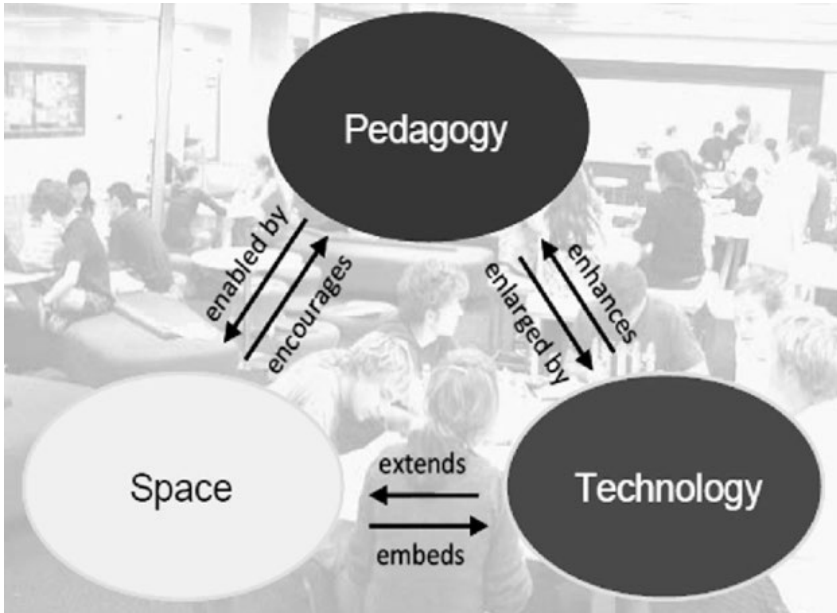 Pedagogy
enabled by
encourages
enlarged by
enhances
Space
extends
embeds
Technology